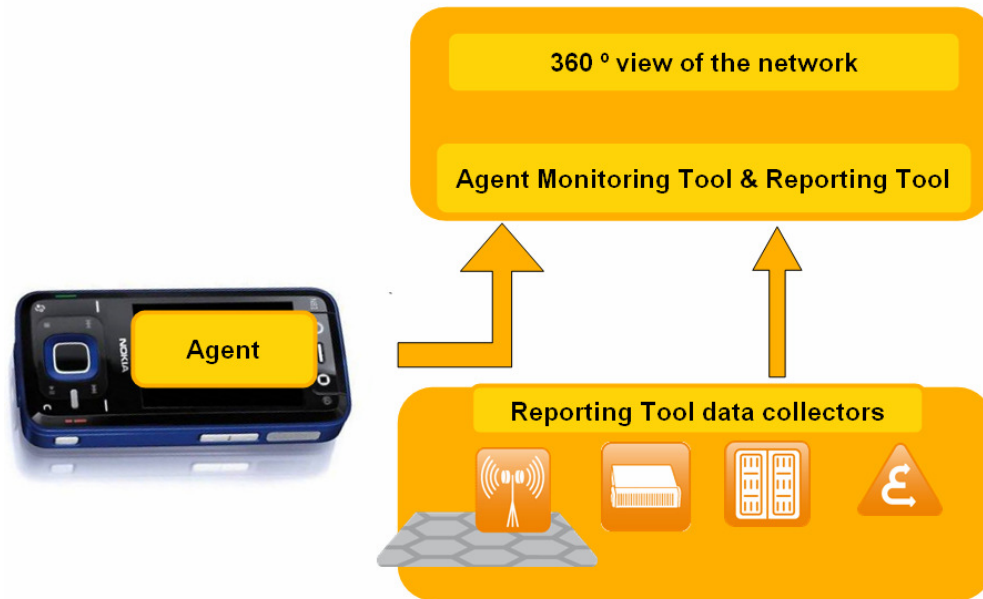 360 º view of the network
Agent Monitoring Tool & Reporting Tool
Agent
NOKIA
Reporting Tool data collectors
ε